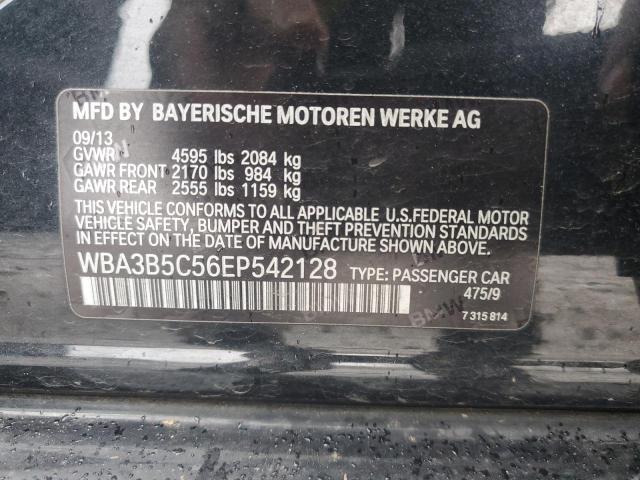 MFD BY BAYERISCHE MOTOREN WERKE AG
09/13
GVWR 4595 lbs 2084 kg
GAWR FRONT 2170 lbs 984 kg
GAWR REAR 2555 lbs 1159 kg
THIS VEHICLE CONFORMS TO ALL APPLICABLE U.S.FEDERAL MOTOR
VEHICLE SAFETY, BUMPER AND THEFT PREVENTION STANDARDS
IN EFFECT ON THE DATE OF MANUFACTURE SHOWN ABOVE.
WBA3B5C56EP542128 TYPE: PASSENGER CAR
475/9
BMW
7 315 814